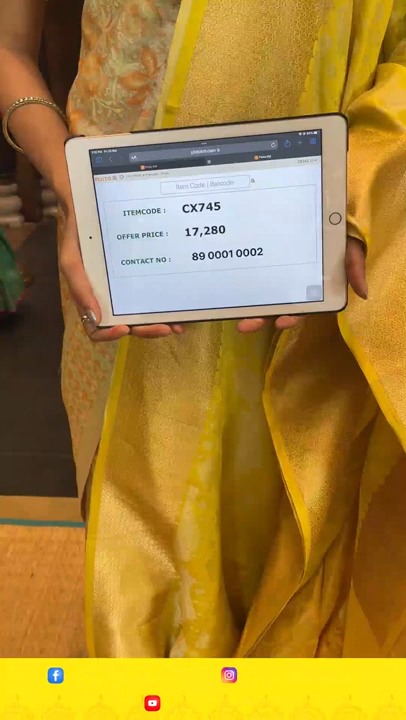 Item Code | Barcode
ITEMCODE : CX745
OFFER PRICE : 17,280
CONTACT NO : 89 0001 0002